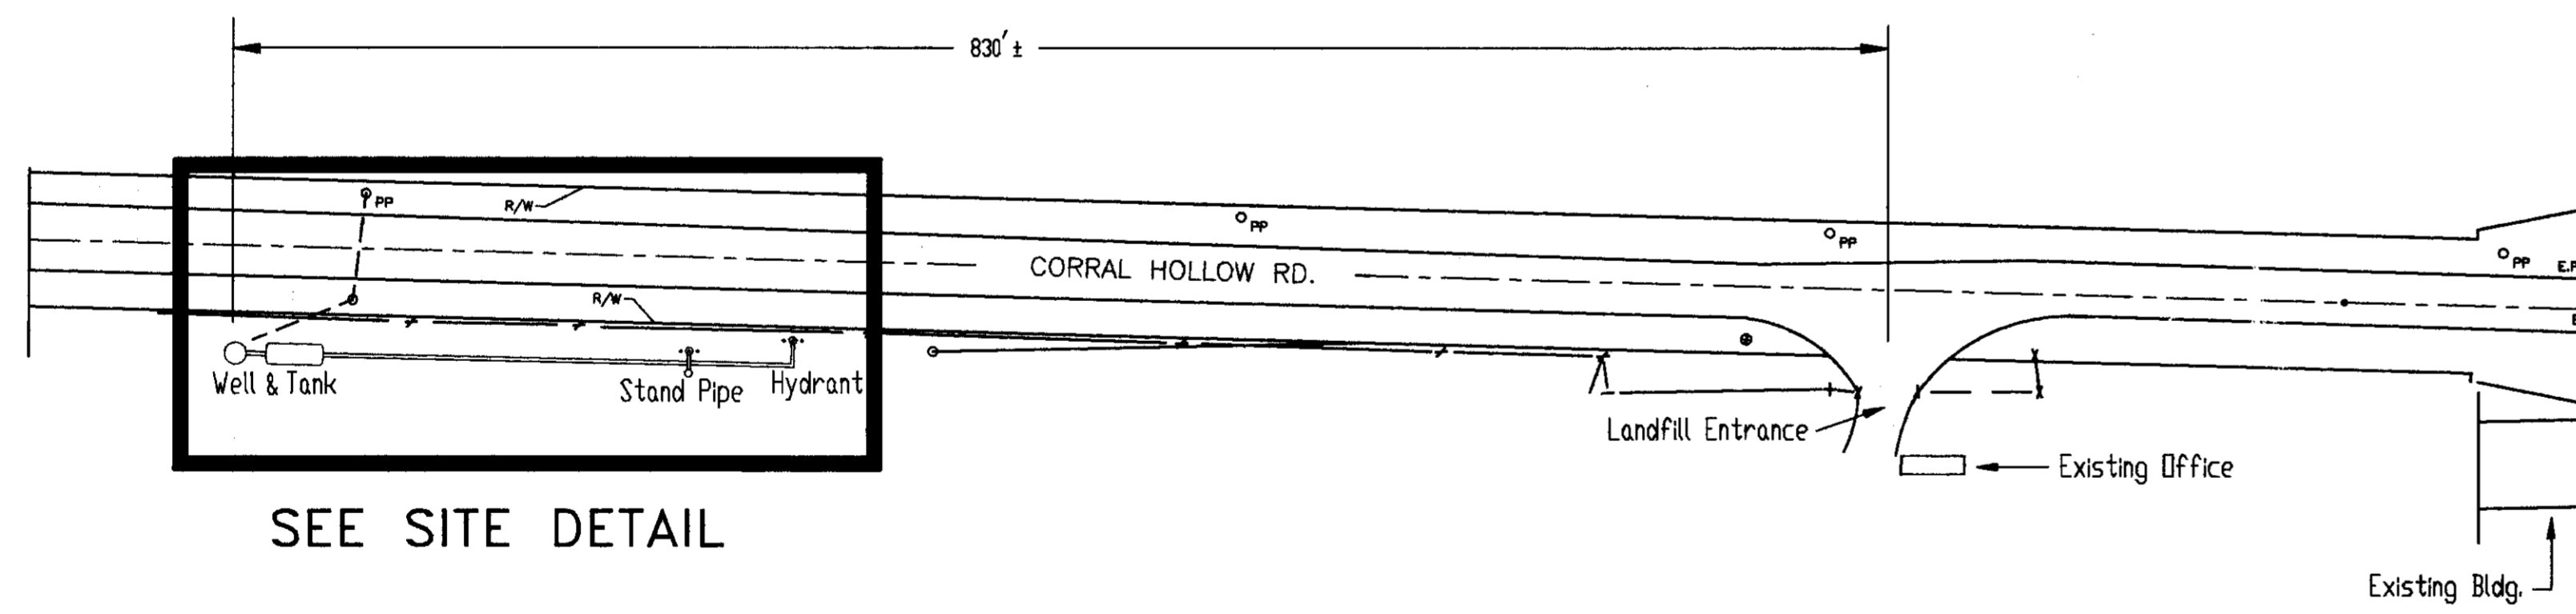 830'±
PP
R/W
PP
PP
PP
E.P
CORRAL HOLLOW RD.
R/W
E
Well & Tank
Stand Pipe
Hydrant
Landfill Entrance
Existing Office
SEE SITE DETAIL
Existing Bldg.